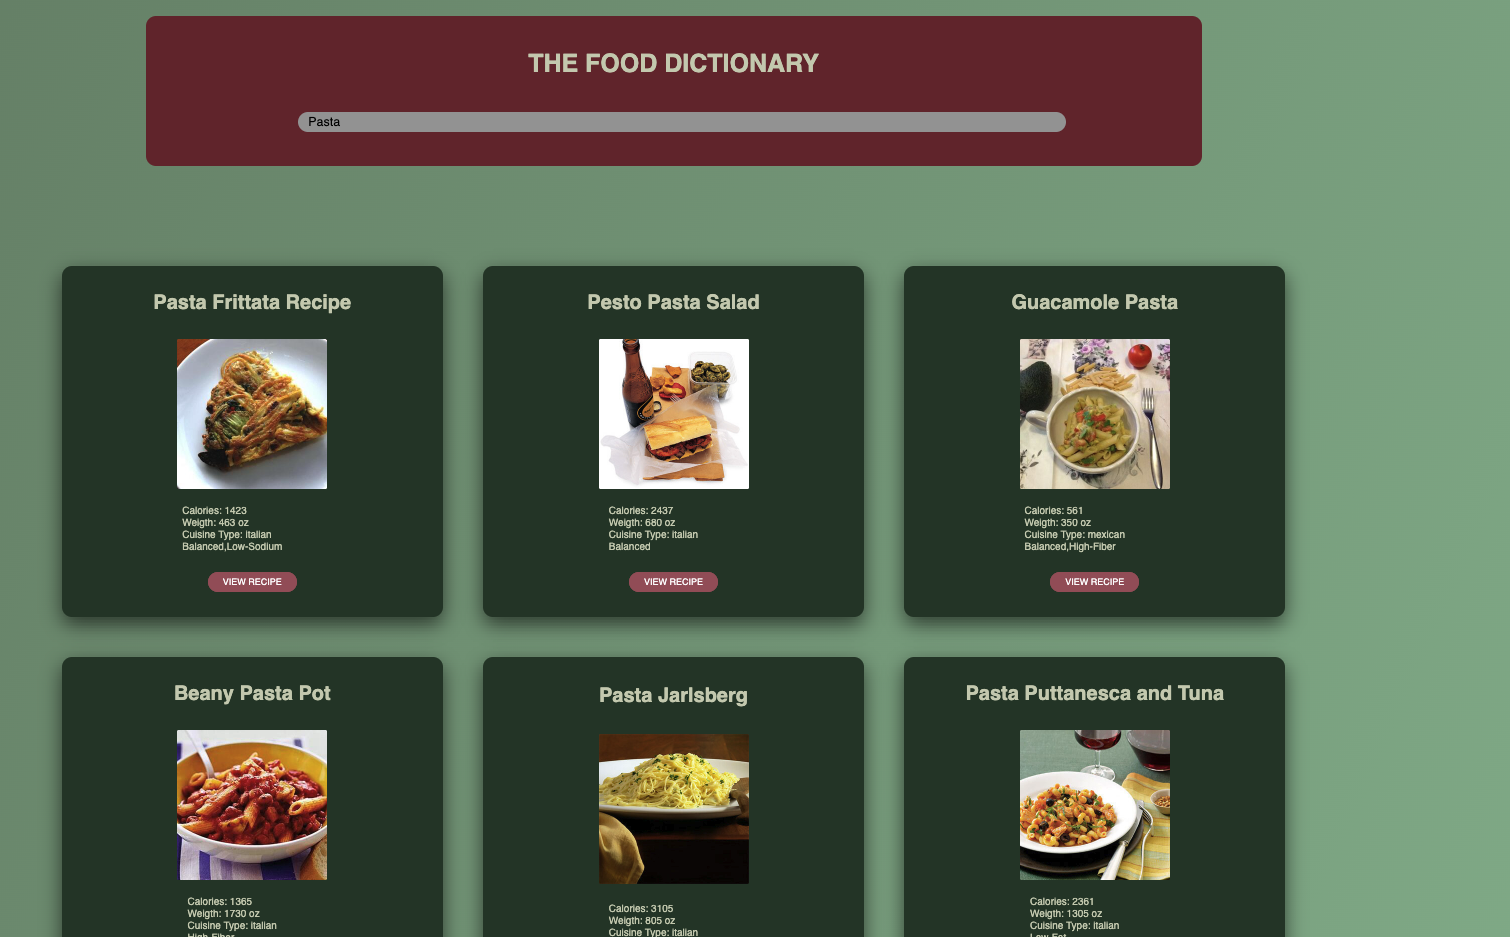 THE FOOD DICTIONARY
Pasta
Pasta Frittata Recipe
Calories: 1423
Weigth: 463 oz
Cuisine Type: italian
Balanced,Low-Sodium
VIEW RECIPE
Pesto Pasta Salad
Calories: 2437
Weigth: 680 oz
Cuisine Type: italian
Balanced
VIEW RECIPE
Guacamole Pasta
Calories: 561
Weigth: 350 oz
Cuisine Type: mexican
Balanced,High-Fiber
VIEW RECIPE
Beany Pasta Pot
Calories: 1365
Weigth: 1730 oz
Cuisine Type: italian
High-Fiber
Pasta Jarlsberg
Calories: 3105
Weigth: 805 oz
Cuisine Type: italian
Pasta Puttanesca and Tuna
Calories: 2361
Weigth: 1305 oz
Cuisine Type: italian
Low-Fat